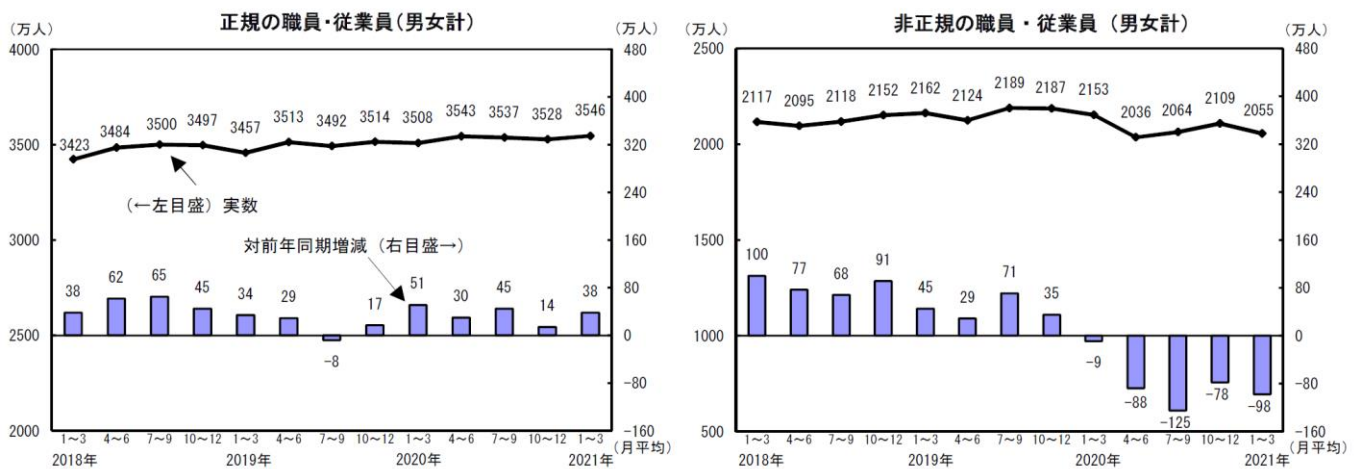 正規の職員・従業員(男女計)
(万人)
(万人)
4000
3500
3000
2500
2000
480
400
320
240
160
80
0
-80
-160
3423 3484 3500 3497 3457 3513 3492 3514 3508 3543 3537 3528 3546
(←左目盛)実数
対前年同期増減(右目盛→)
38 62 65 45 34 29 -8 17 51 30 45 14 38
1~3 4~6 7~9 10~12 1~3 4~6 7~9 10~12 1~3 4~6 7~9 10~12 1~3 (月平均)
2018年 2019年 2020年 2021年
非正規の職員・従業員 (男女計)
(万人)
(万人)
2500
2000
1500
1000
500
480
400
320
240
160
80
0
-80
-160
2117 2095 2118 2152 2162 2124 2189 2187 2153 2036 2064 2109 2055
100 77 68 91 45 29 71 35 -9 -88 -125 -78 -98
1~3 4~6 7~9 10~12 1~3 4~6 7~9 10~12 1~3 4~6 7~9 10~12 1~3 (月平均)
2018年 2019年 2020年 2021年